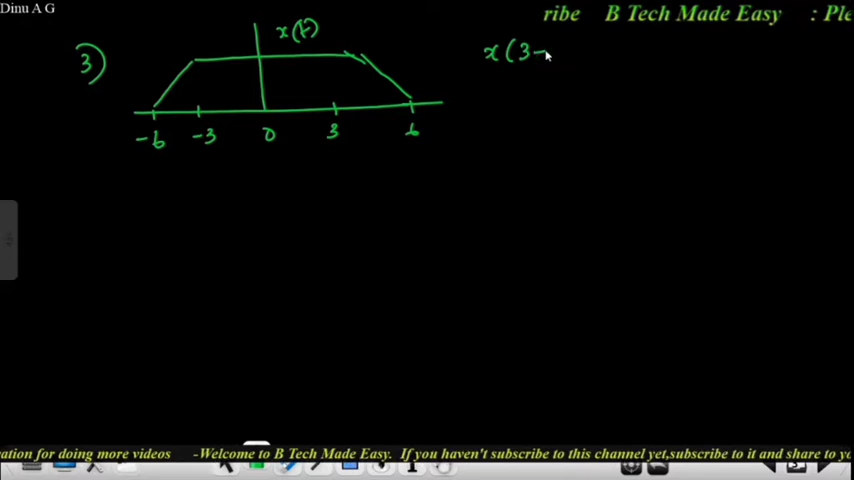 Dinu A G
ribe B Tech Made Easy : Ple
3) x(t) x(3-
-6 -3 0 3 6
ation for doing more videos -Welcome to B Tech Made Easy. If you haven't subscribe to this channel yet,subscribe to it and share to yo